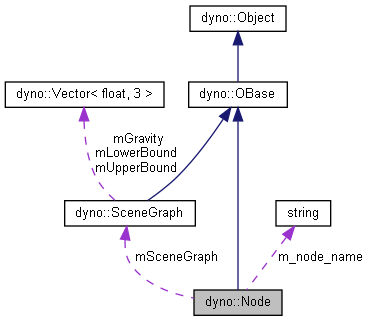 dyno::Object
dyno::Vector< float, 3 >
dyno::OBase
mGravity
mLowerBound
mUpperBound
dyno::SceneGraph
string
mSceneGraph
m_node_name
dyno::Node